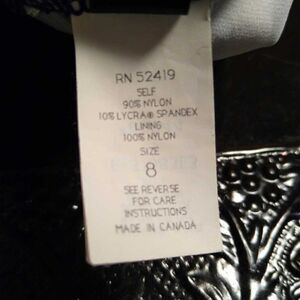 RN 52419
SELF
90% NYLON
10% LYCRA® SPANDEX
LINING
100% NYLON
SIZE
8
SEE REVERSE
FOR CARE
INSTRUCTIONS
MADE IN CANADA